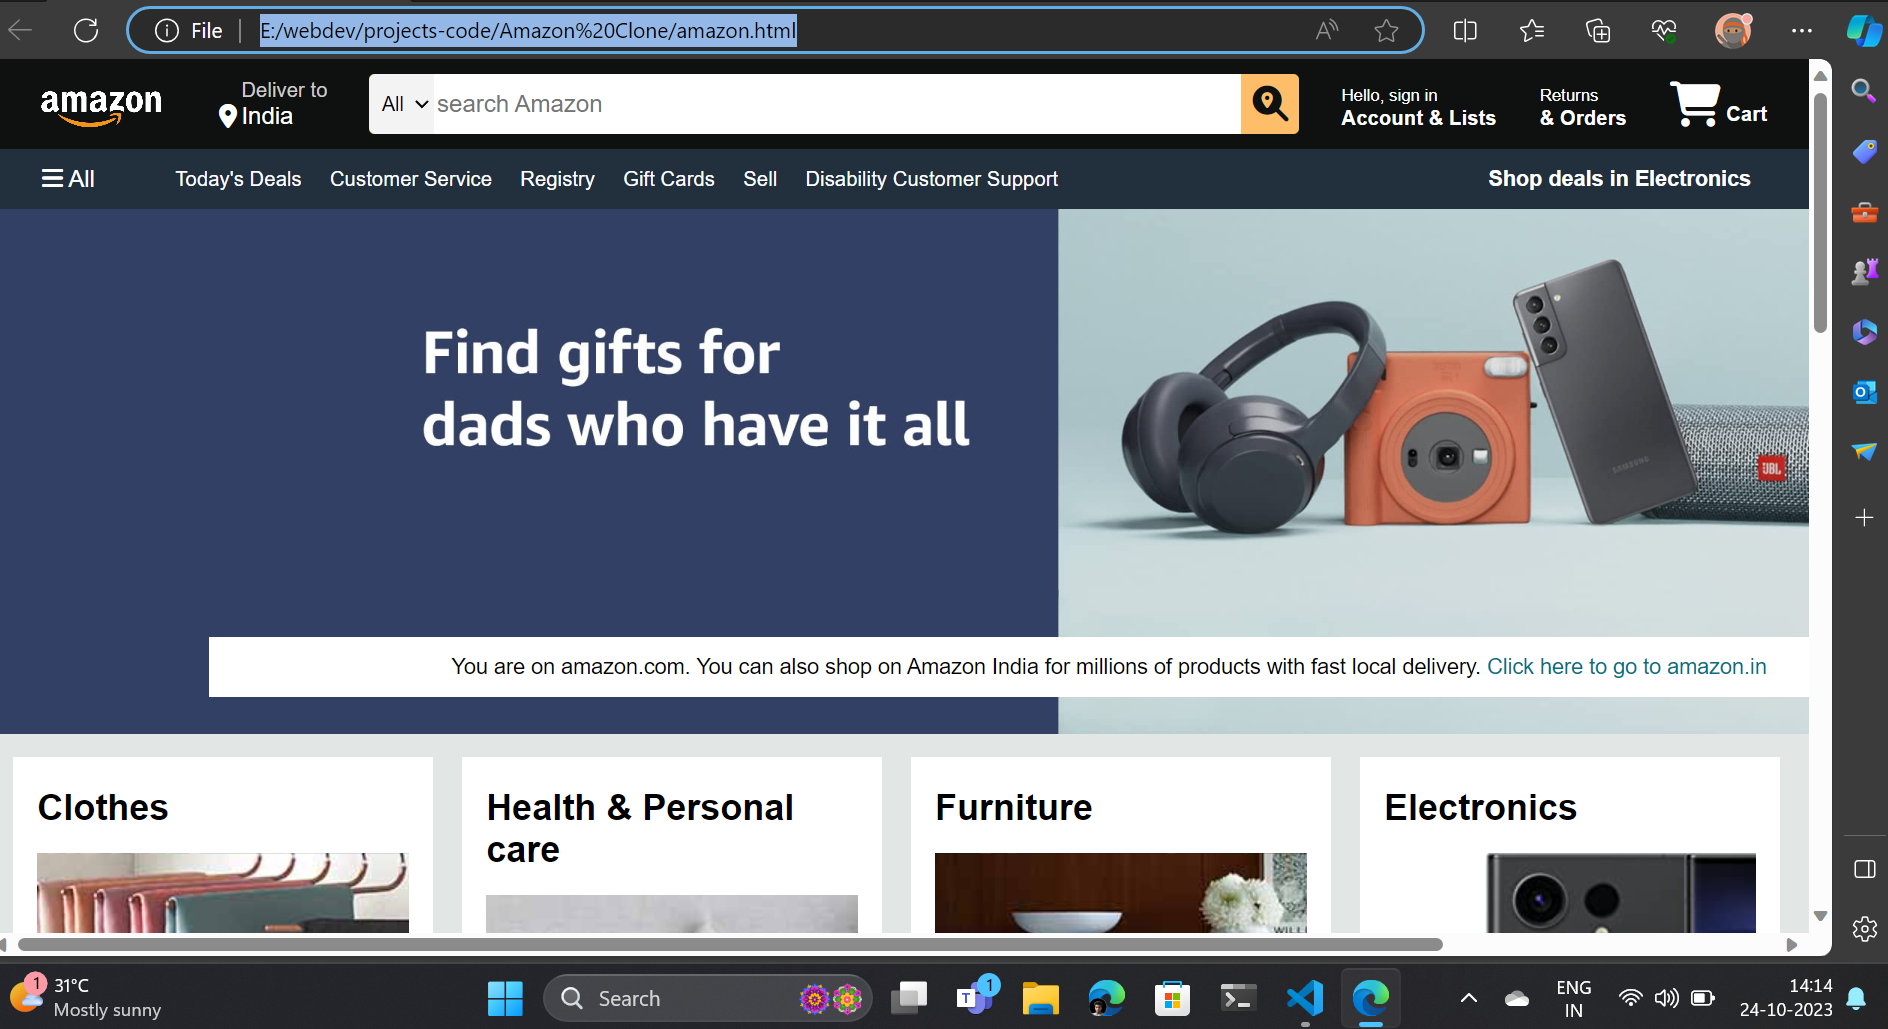 File
E:/webdev/projects-code/Amazon%20Clone/amazon.html
amazon
Deliver to
India
All
search Amazon
Hello, sign in
Account & Lists
Returns
& Orders
Cart
All
Today's Deals
Customer Service
Registry
Gift Cards
Sell
Disability Customer Support
Shop deals in Electronics
Find gifts for
dads who have it all
SAMSUNG
JBL
You are on amazon.com. You can also shop on Amazon India for millions of products with fast local delivery. Click here to go to amazon.in
Clothes
Health & Personal
care
Furniture
Electronics
1
31°C
Mostly sunny
Search
1
ENG
IN
14:14
24-10-2023